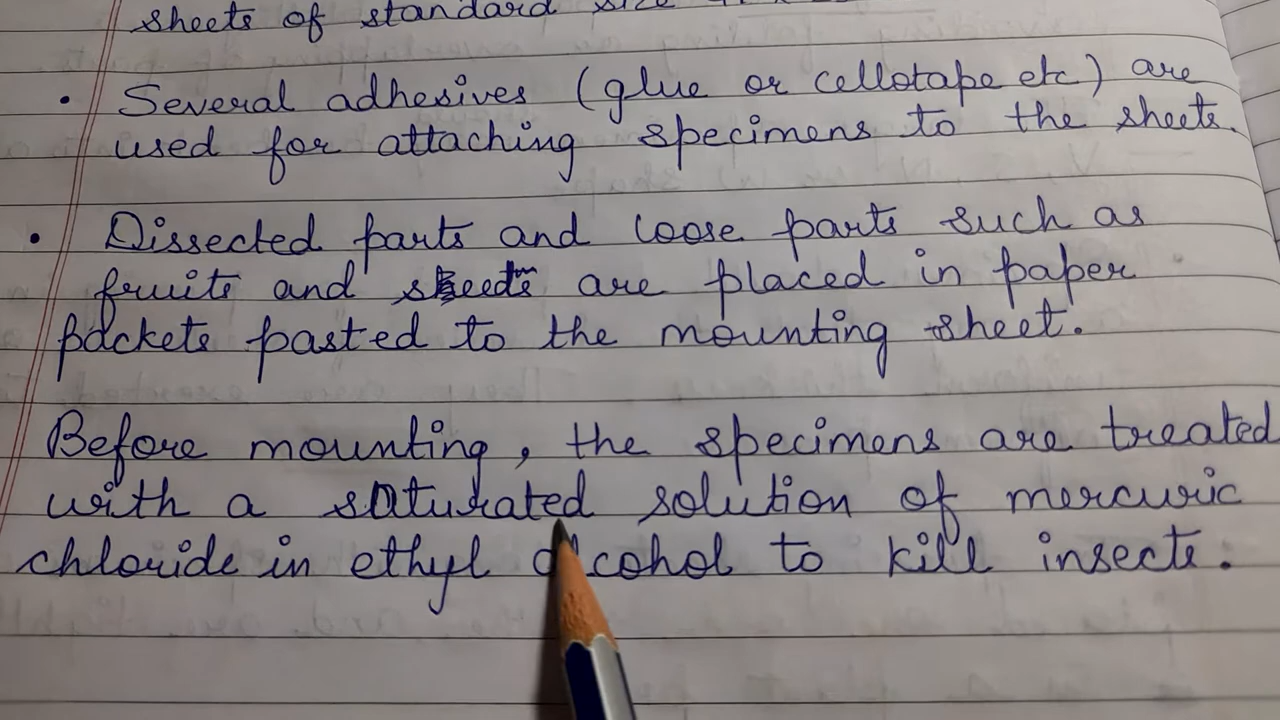 sheets of standard size
• Several adhesives (glue or cellotape etc) are
used for attaching specimens to the sheets.
• Dissected parts and loose parts such as
fruits and seeds are placed in paper
packets pasted to the mounting sheet.
Before mounting, the specimens are treated
with a saturated solution of mercuric
chloride in ethyl alcohol to kill insects.